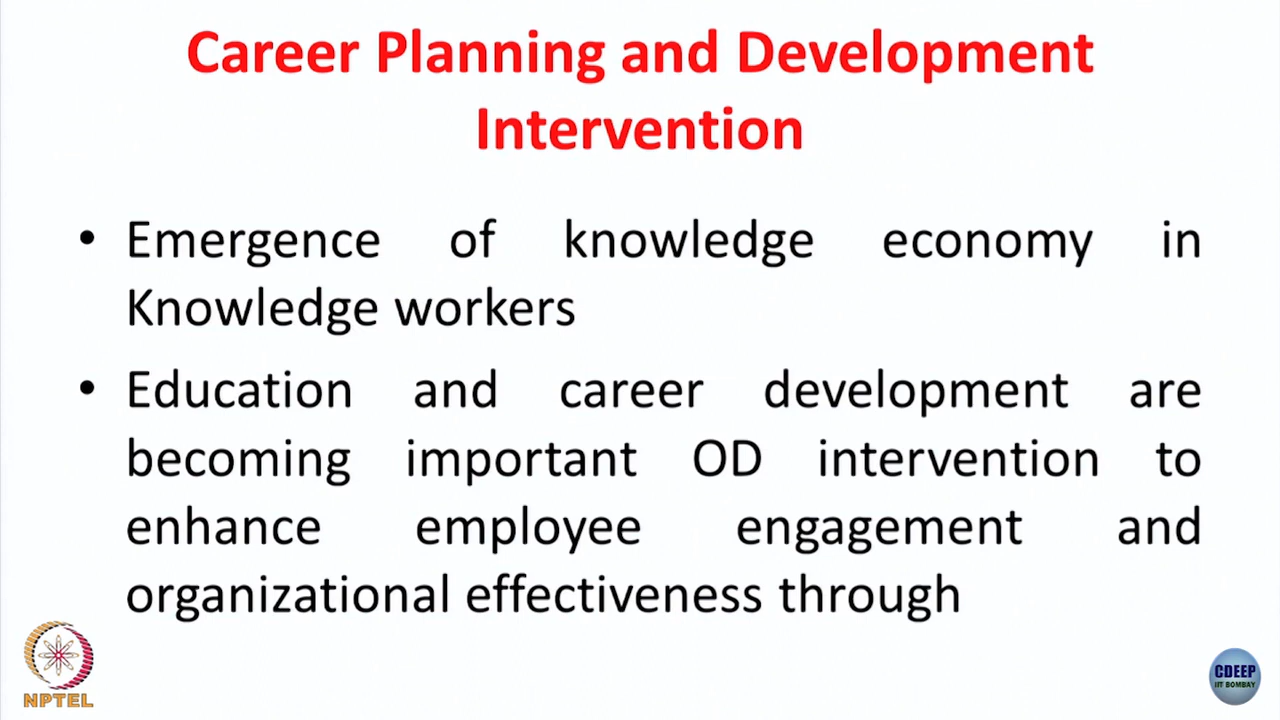 Career Planning and Development
Intervention
• Emergence of knowledge economy in
Knowledge workers
• Education and career development are
becoming important OD intervention to
enhance employee engagement and
organizational effectiveness through
NPTEL
CDEEP
IIT BOMBAY